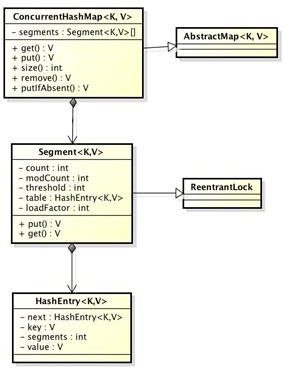 ConcurrentHashMap<K, V>
- segments : Segment<K,V>[]
+ get() : V
+ put() : V
+ size() : int
+ remove() : V
+ putIfAbsent() : V
AbstractMap<K, V>
Segment<K,V>
- count : int
- modCount : int
- threshold : int
- table : HashEntry<K,V>
- loadFactor : int
+ put() : V
+ get() : V
ReentrantLock
HashEntry<K,V>
- next : HashEntry<K,V>
- key : V
- segments : int
- value : V